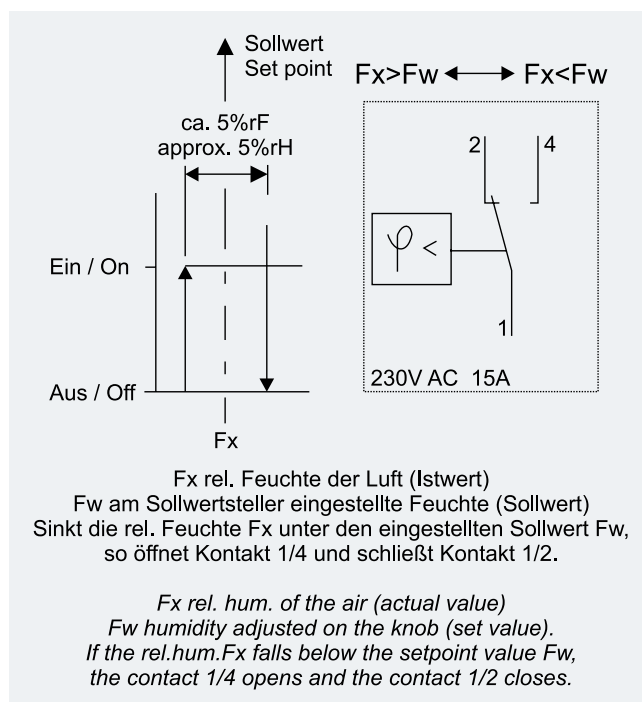 Sollwert
Set point
ca. 5%rF
approx. 5%rH
Ein / On
Aus / Off
Fx
Fx>Fw Fx<Fw
2
4
φ <
1
230V AC 15A
Fx rel. Feuchte der Luft (Istwert)
Fw am Sollwertsteller eingestellte Feuchte (Sollwert)
Sinkt die rel. Feuchte Fx unter den eingestellten Sollwert Fw,
so öffnet Kontakt 1/4 und schließt Kontakt 1/2.
Fx rel. hum. of the air (actual value)
Fw humidity adjusted on the knob (set value).
If the rel.hum.Fx falls below the setpoint value Fw,
the contact 1/4 opens and the contact 1/2 closes.